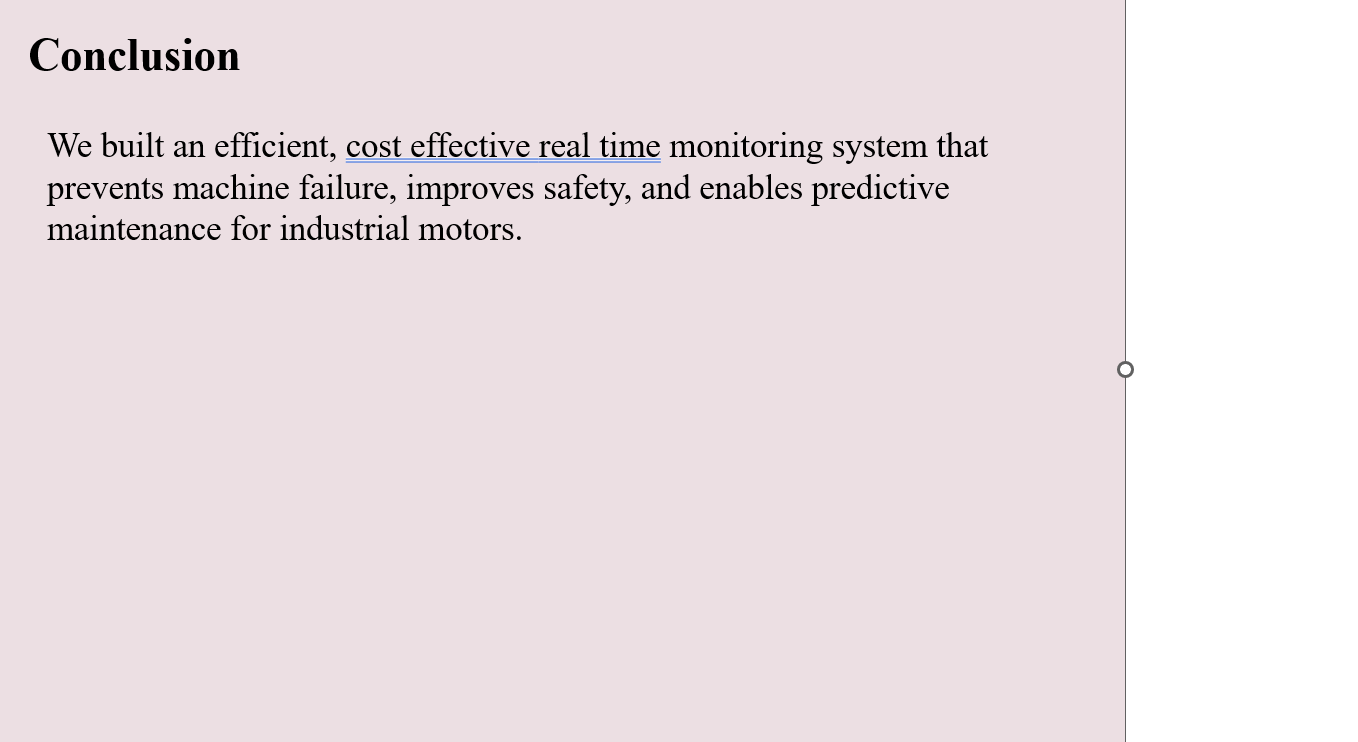 Conclusion
We built an efficient, cost effective real time monitoring system that
prevents machine failure, improves safety, and enables predictive
maintenance for industrial motors.